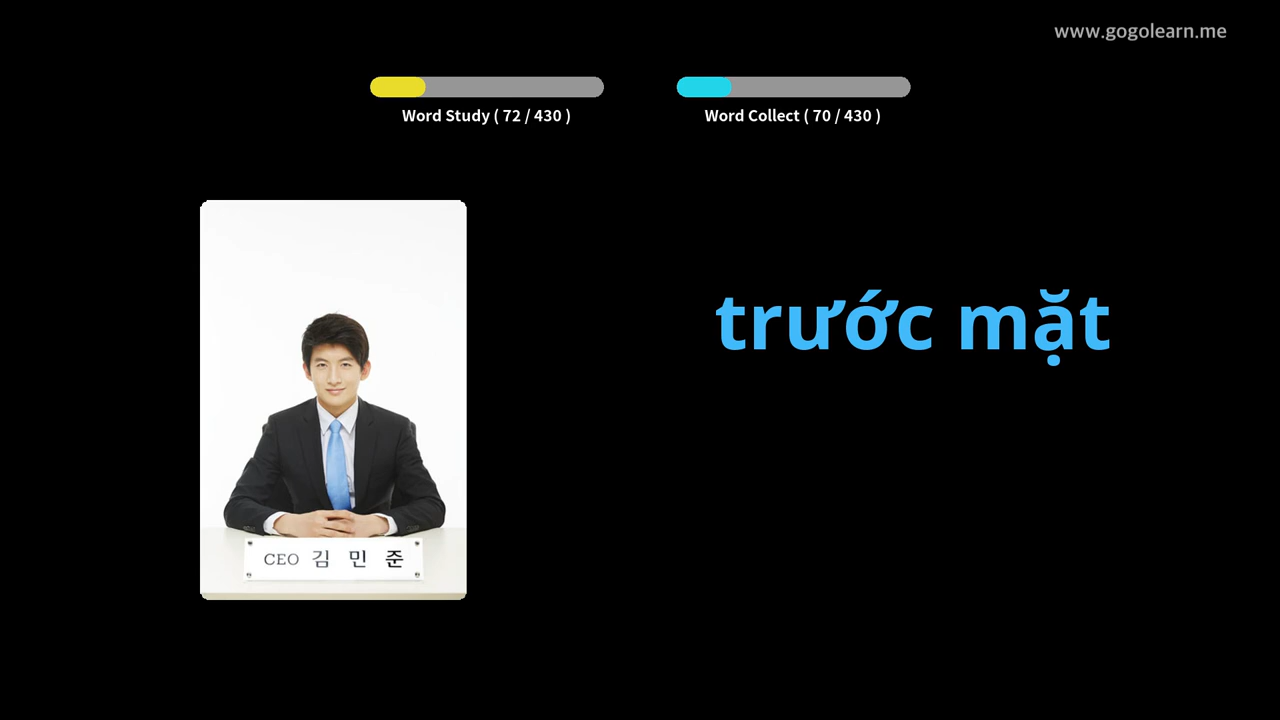 www.gogolearn.me
Word Study ( 72 / 430 )
Word Collect ( 70 / 430 )
trước mặt
CEO 김 민 준